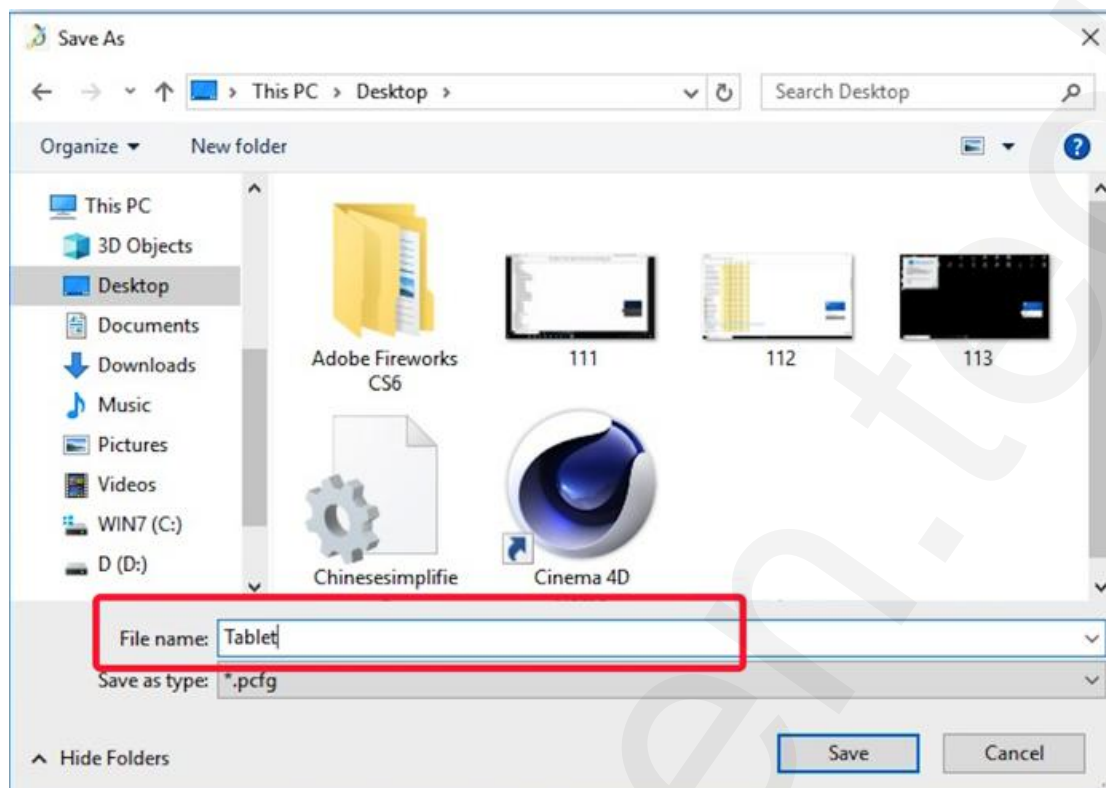 Save As
This PC > Desktop >
Search Desktop
Organize
New folder
This PC
3D Objects
Desktop
Documents
Downloads
Music
Pictures
Videos
WIN7 (C:)
D (D:)
Adobe Fireworks
CS6
111
112
113
Chinesesimplifie
Cinema 4D
File name: Tablet
Save as type: *.pcfg
Hide Folders
Save
Cancel